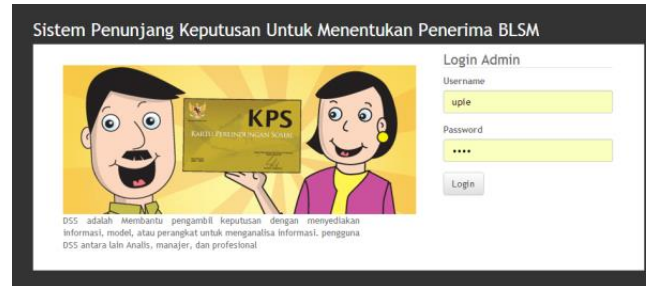 Sistem Penunjang Keputusan Untuk Menentukan Penerima BLSM
KPS
KARTU PERLINDUNGAN SOSIAL
DSS adalah Membantu pengambil keputusan dengan menyediakan
informasi, model, atau perangkat untuk menganalisa informasi. pengguna
DSS antara lain Analis, manajer, dan profesional
Login Admin
Username
uple
Password
••••
Login